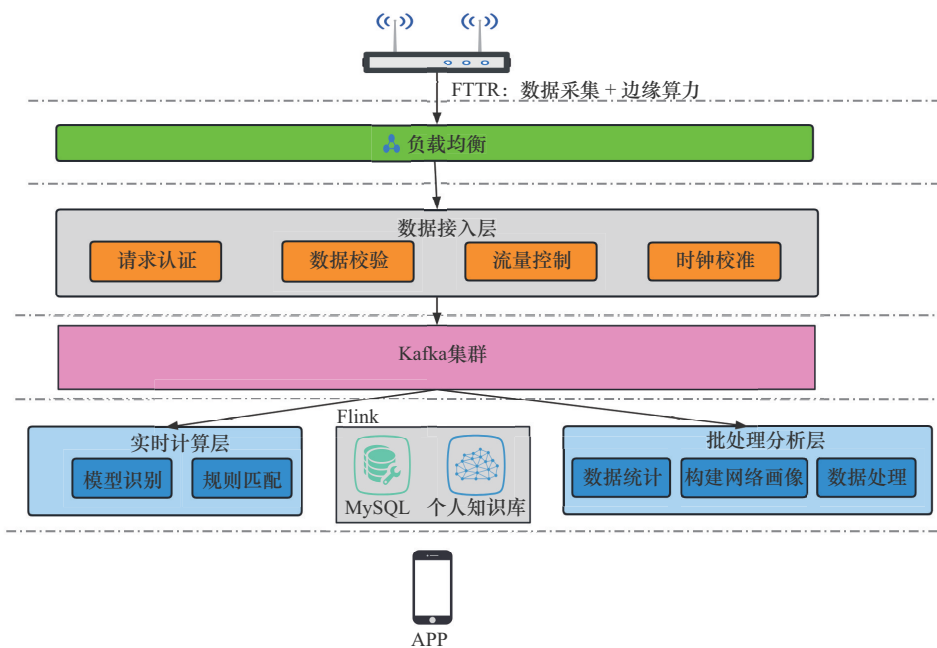 FTTR：数据采集 + 边缘算力
负载均衡
数据接入层
请求认证
数据校验
流量控制
时钟校准
Kafka集群
Flink
实时计算层
模型识别
规则匹配
MySQL
个人知识库
批处理分析层
数据统计
构建网络画像
数据处理
APP